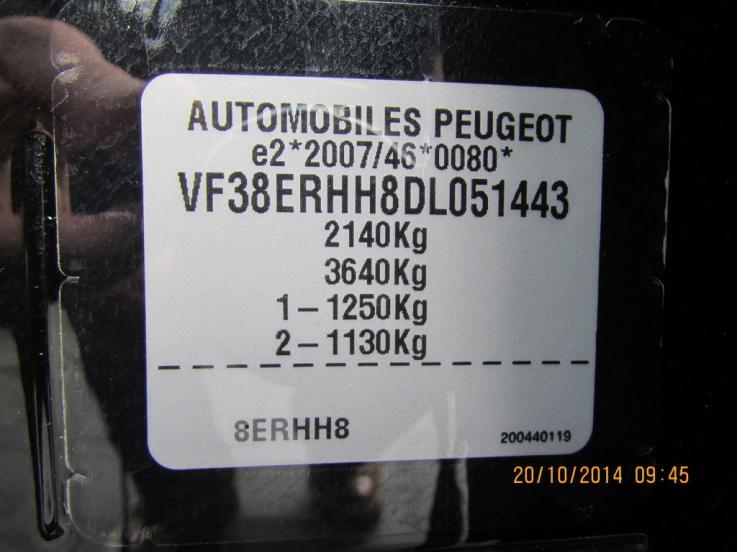 AUTOMOBILES PEUGEOT
e2*2007/46*0080*
VF38ERHH8DL051443
2140Kg
3640Kg
1-1250Kg
2-1130Kg
8ERHH8
200440119
20/10/2014 09:45